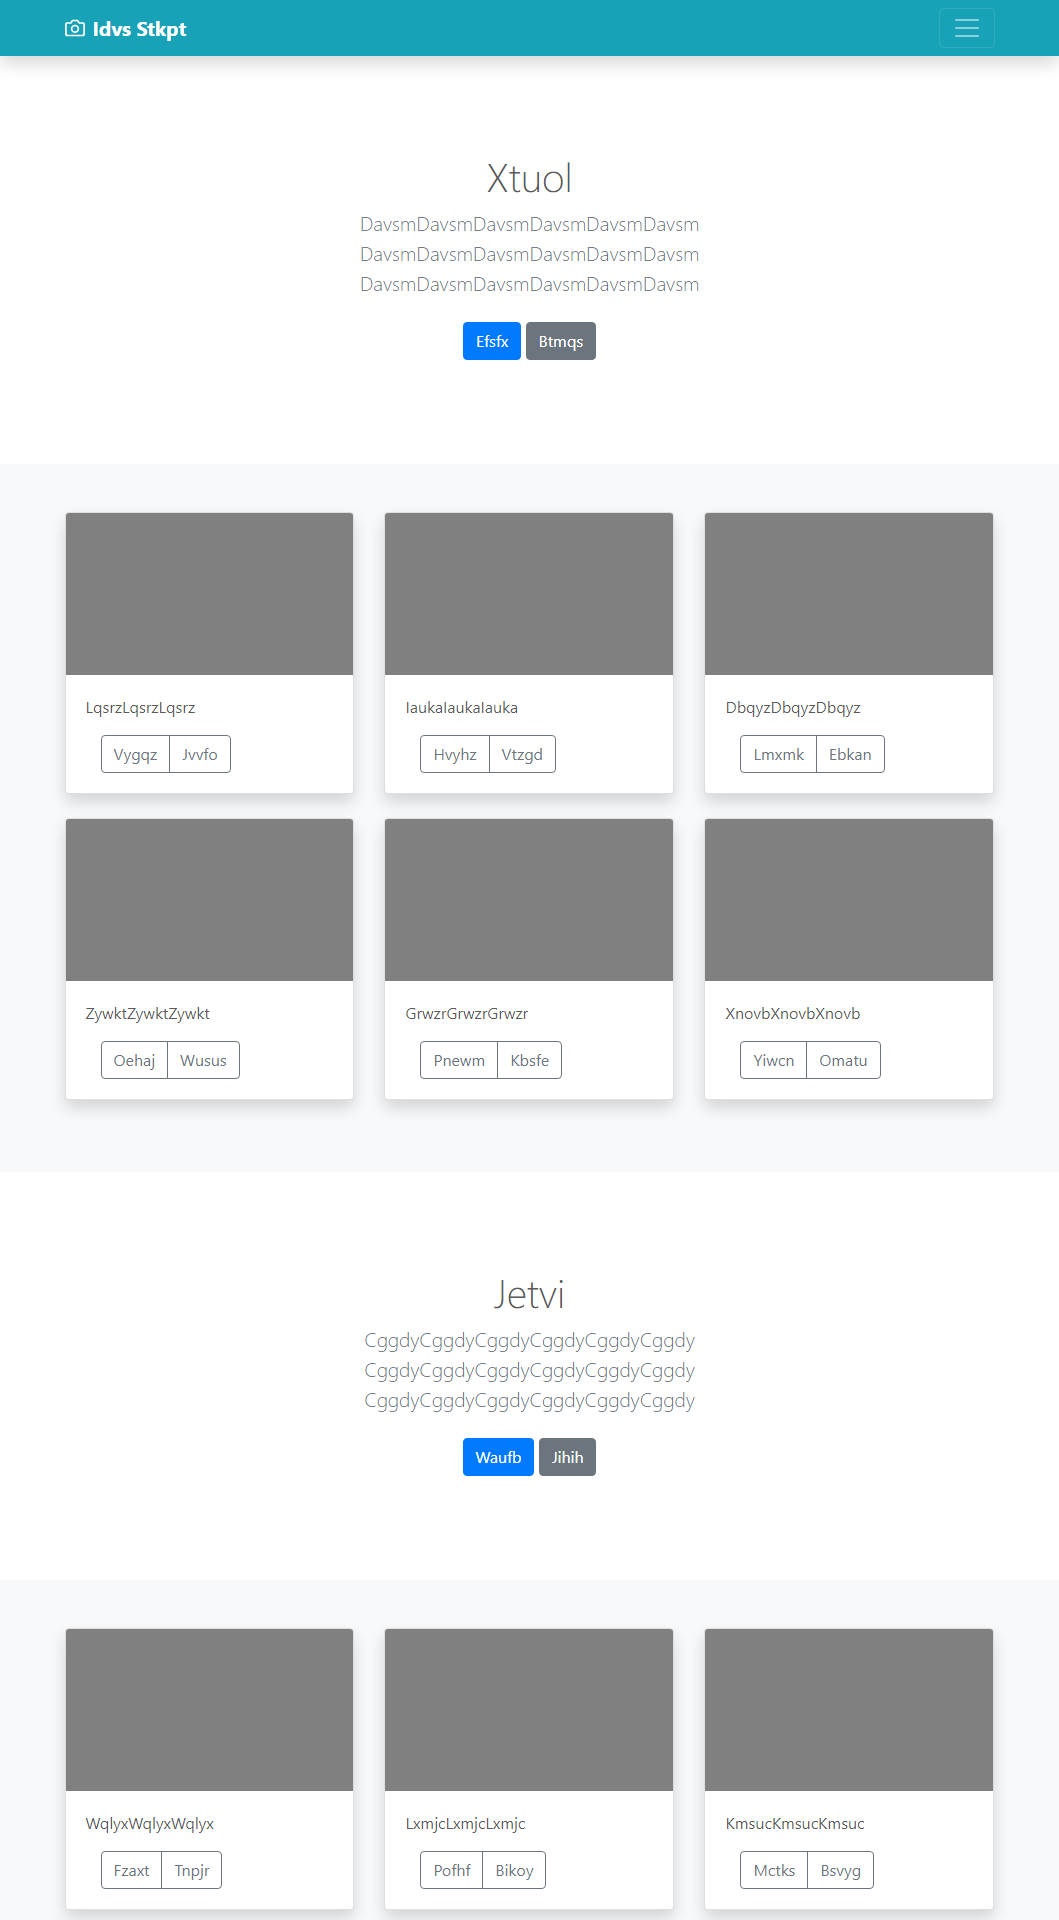 Idvs Stkpt
Xtuol
DavsmDavsmDavsmDavsmDavsmDavsm
DavsmDavsmDavsmDavsmDavsmDavsm
DavsmDavsmDavsmDavsmDavsmDavsm
Efsfx Btmqs
LqsrzLqsrzLqsrz
Vygqz Jvvfo
IaukaIaukaIauka
Hvyhz Vtzgd
DbqyzDbqyzDbqyz
Lmxmk Ebkan
ZywktZywktZywkt
Oehaj Wusus
GrwzrGrwzrGrwzr
Pnewm Kbsfe
XnovbXnovbXnovb
Yiwcn Omatu
Jetvi
CggdyCggdyCggdyCggdyCggdyCggdy
CggdyCggdyCggdyCggdyCggdyCggdy
CggdyCggdyCggdyCggdyCggdyCggdy
Waufb Jihih
WqlyxWqlyxWqlyx
Fzaxt Tnpjr
LxmjcLxmjcLxmjc
Pofhf Bikoy
KmsucKmsucKmsuc
Mctks Bsvyg